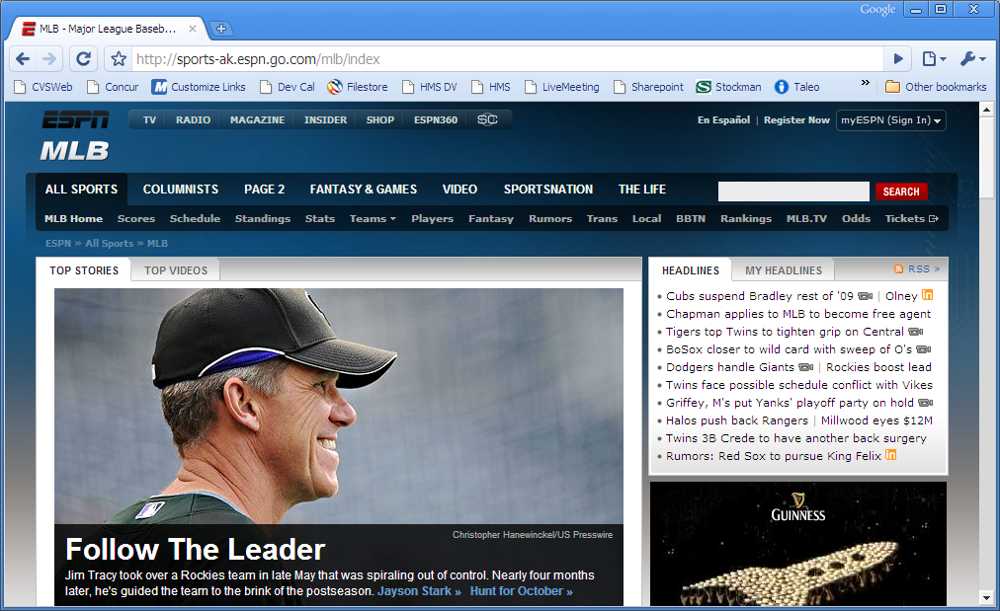 Google
MLB - Major League Baseb...
http://sports-ak.espn.go.com/mlb/index
CVSWeb Concur Customize Links Dev Cal Filestore HMS DV HMS LiveMeeting Sharepoint Stockman Taleo » Other bookmarks
ESPN TV RADIO MAGAZINE INSIDER SHOP ESPN360 SC En Español | Register Now myESPN (Sign In)
MLB
ALL SPORTS COLUMNISTS PAGE 2 FANTASY & GAMES VIDEO SPORTSNATION THE LIFE SEARCH
MLB Home Scores Schedule Standings Stats Teams Players Fantasy Rumors Trans Local BBTN Rankings MLB.TV Odds Tickets
ESPN » All Sports » MLB
TOP STORIES TOP VIDEOS
HEADLINES MY HEADLINES RSS »
• Cubs suspend Bradley rest of '09 | Olney in
• Chapman applies to MLB to become free agent
• Tigers top Twins to tighten grip on Central
• BoSox closer to wild card with sweep of O's
• Dodgers handle Giants | Rockies boost lead
• Twins face possible schedule conflict with Vikes
• Griffey, M's put Yanks' playoff party on hold
• Halos push back Rangers | Millwood eyes $12M
• Twins 3B Crede to have another back surgery
• Rumors: Red Sox to pursue King Felix in
GUINNESS
Christopher Hanewinckel/US Presswire
Follow The Leader
Jim Tracy took over a Rockies team in late May that was spiraling out of control. Nearly four months
later, he's guided the team to the brink of the postseason. Jayson Stark » Hunt for October »